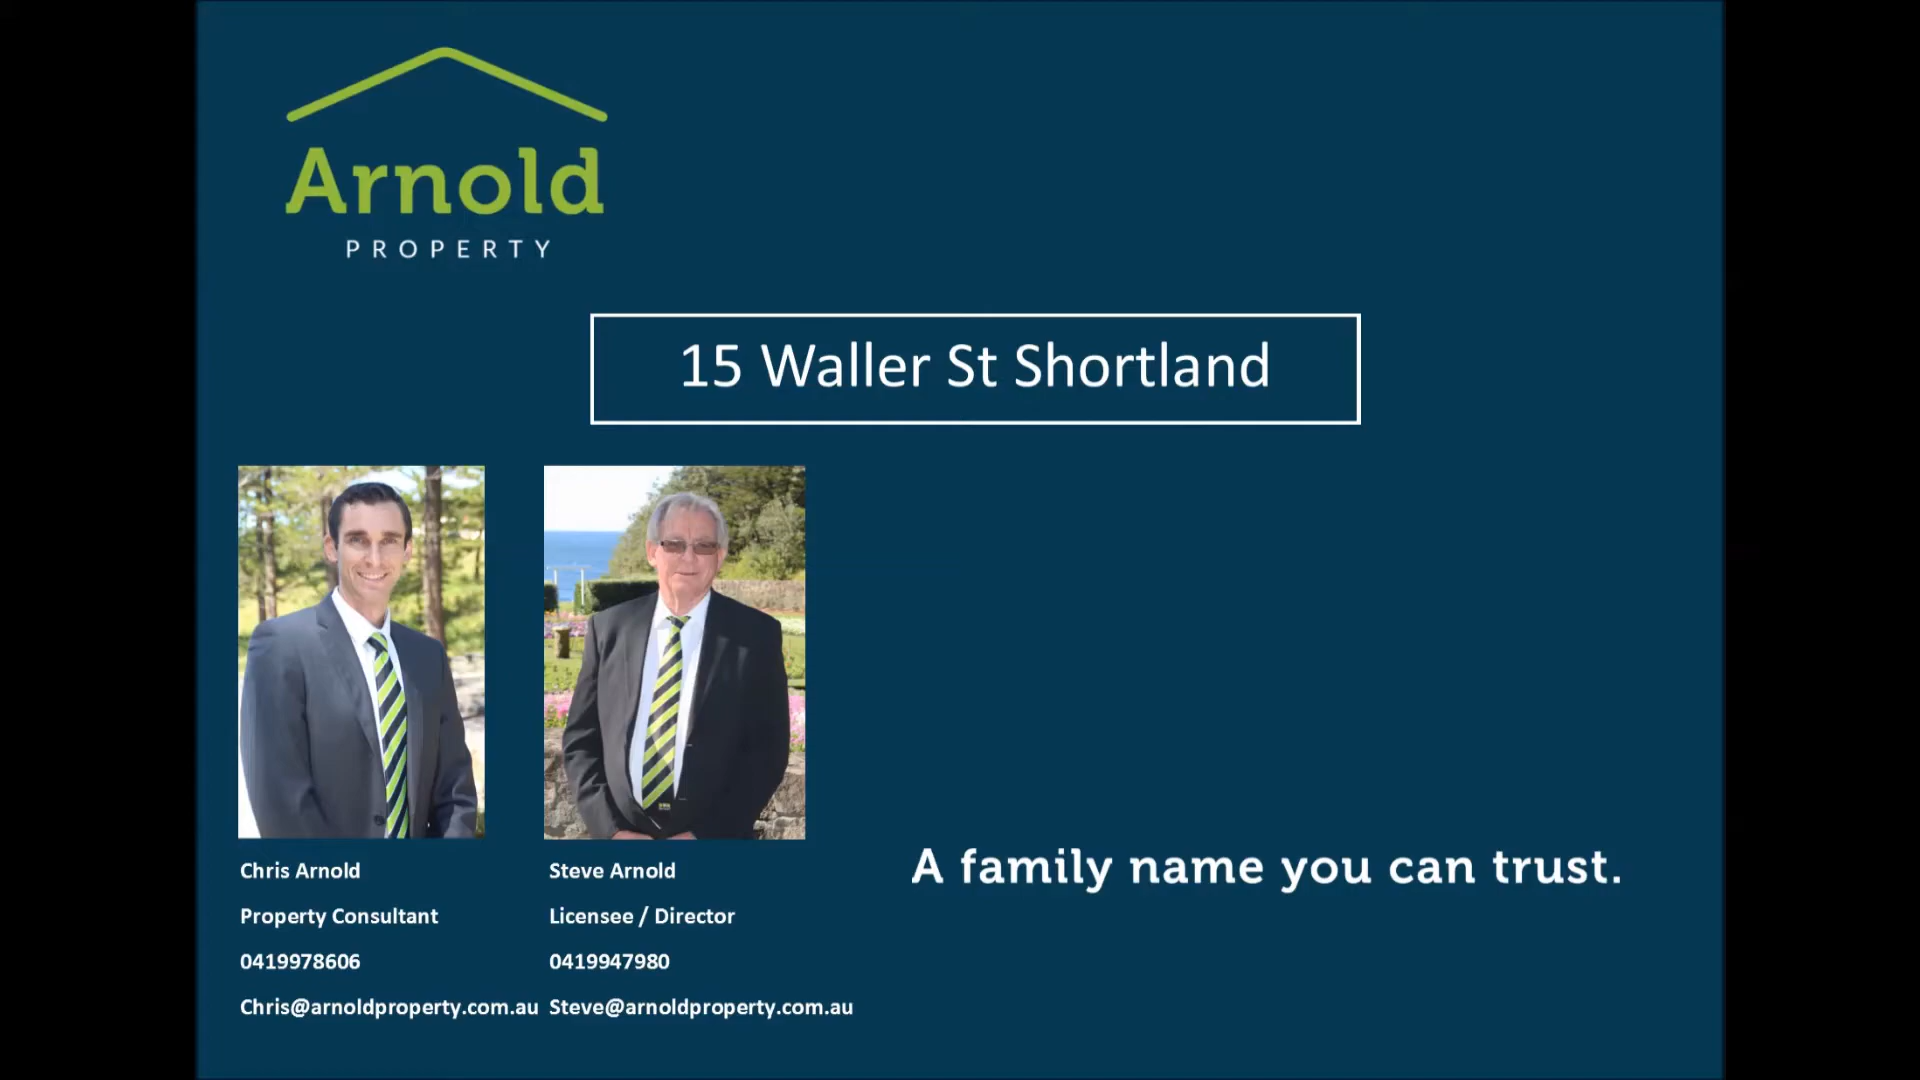 Arnold
PROPERTY
15 Waller St Shortland
Chris Arnold
Property Consultant
0419978606
Chris@arnoldproperty.com.au
Steve Arnold
Licensee / Director
0419947980
Steve@arnoldproperty.com.au
A family name you can trust.